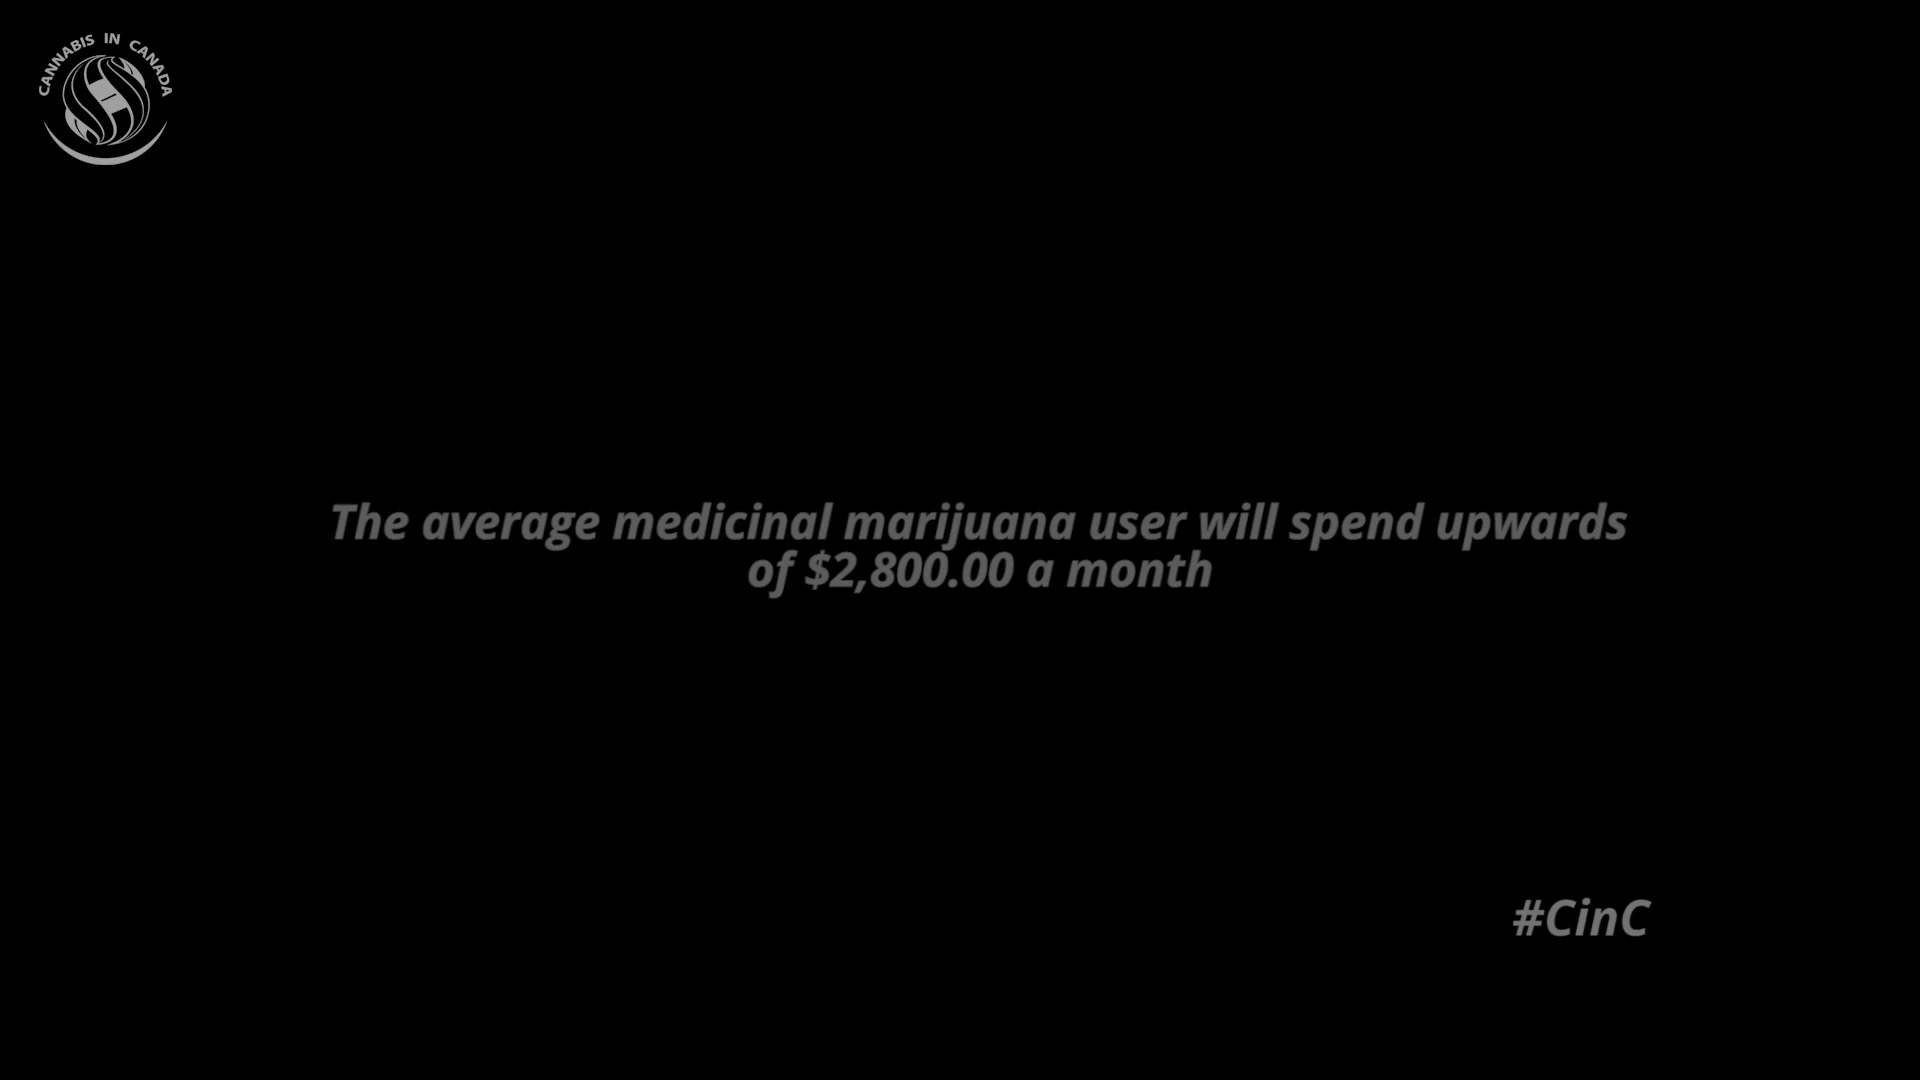 CANNABIS IN CANADA
The average medicinal marijuana user will spend upwards
of $2,800.00 a month
#CinC